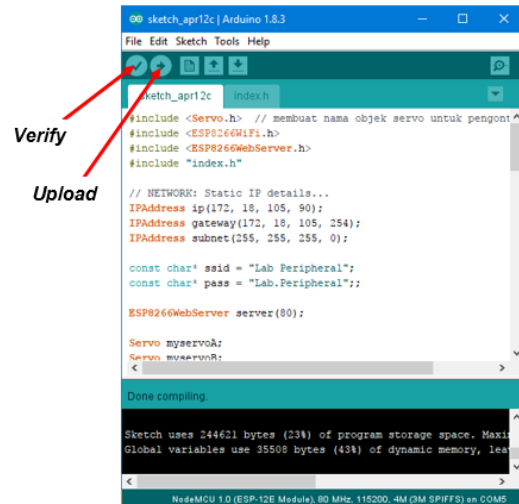 sketch_apr12c | Arduino 1.8.3
File Edit Sketch Tools Help
sketch_apr12c index.h
Verify
Upload
#include <Servo.h> // membuat nama objek servo untuk pengont
#include <ESP8266WiFi.h>
#include <ESP8266WebServer.h>
#include "index.h"
// NETWORK: Static IP details...
IPAddress ip(172, 18, 105, 90);
IPAddress gateway(172, 18, 105, 254);
IPAddress subnet(255, 255, 255, 0);
const char* ssid = "Lab Peripheral";
const char* pass = "Lab.Peripheral";;
ESP8266WebServer server(80);
Servo myservoA;
Servo myservoB;
Done compiling.
Sketch uses 244621 bytes (23%) of program storage space. Maxi
Global variables use 35508 bytes (43%) of dynamic memory, lea
NodeMCU 1.0 (ESP-12E Module), 80 MHz, 115200, 4M (3M SPIFFS) on COM5